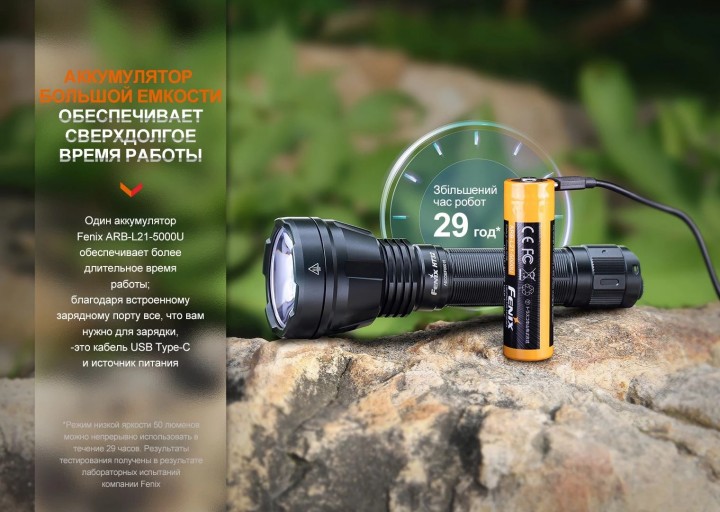 АККУМУЛЯТОР
БОЛЬШОЙ ЕМКОСТИ
ОБЕСПЕЧИВАЕТ
СВЕРХДОЛГОЕ
ВРЕМЯ РАБОТЫ
Один аккумулятор
Fenix ARB-L21-5000U
обеспечивает более
длительное время
работы;
благодаря встроенному
зарядному порту все, что вам
нужно для зарядки,
-это кабель USB Type-C
и источник питания
*Режим низкой яркости 50 люменов
можно непрерывно использовать в
течение 29 часов. Результаты
тестирования получены в результате
лабораторных испытаний
компании Fenix
Збільшений
час робот
29 год*
FENIX
FENIX
CE